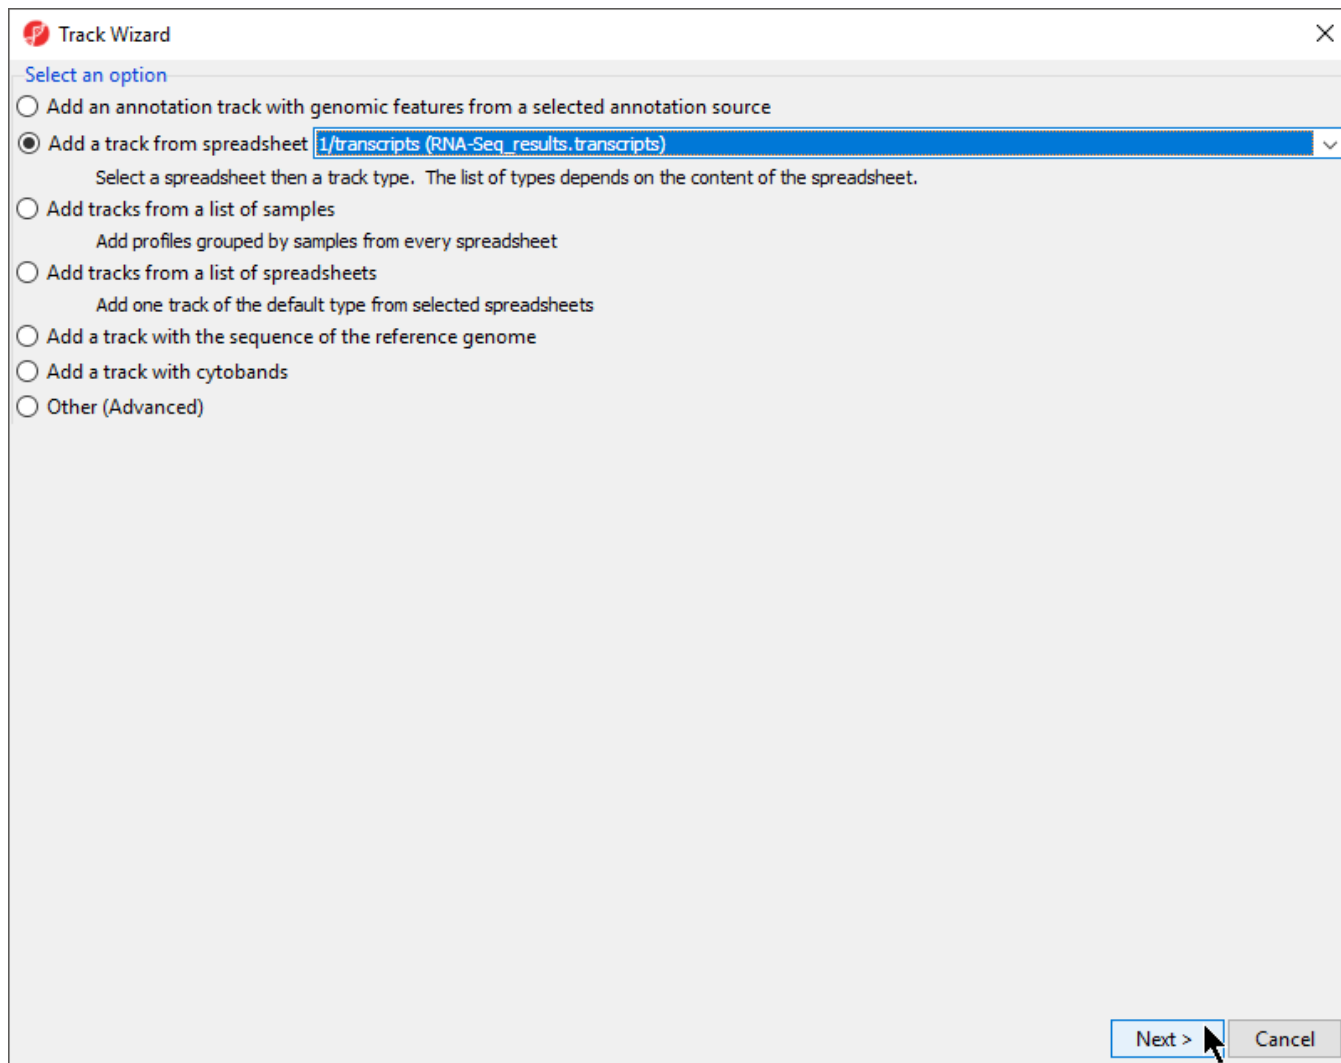 Track Wizard
Select an option
Add an annotation track with genomic features from a selected annotation source
Add a track from spreadsheet 1/transcripts (RNA-Seq_results.transcripts)
Select a spreadsheet then a track type.  The list of types depends on the content of the spreadsheet.
Add tracks from a list of samples
Add profiles grouped by samples from every spreadsheet
Add tracks from a list of spreadsheets
Add one track of the default type from selected spreadsheets
Add a track with the sequence of the reference genome
Add a track with cytobands
Other (Advanced)
Next > Cancel